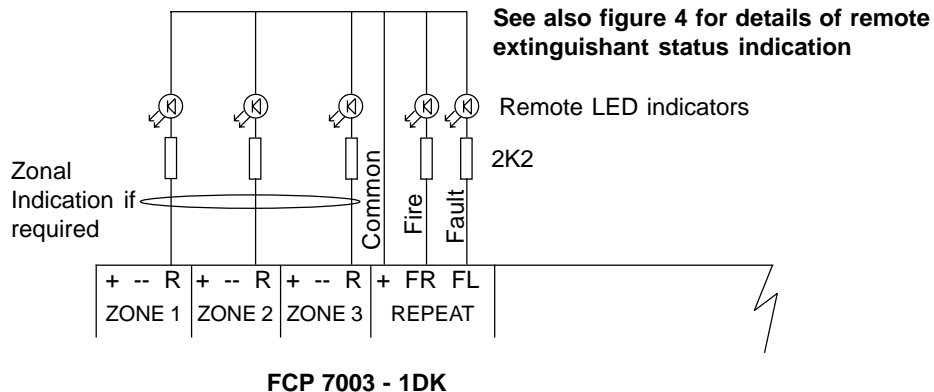 See also figure 4 for details of remote
extinguishant status indication
Remote LED indicators
2K2
Zonal
Indication if
required
Common
Fire
Fault
+ -- R + -- R + -- R + FR FL
ZONE 1 ZONE 2 ZONE 3 REPEAT
FCP 7003 - 1DK